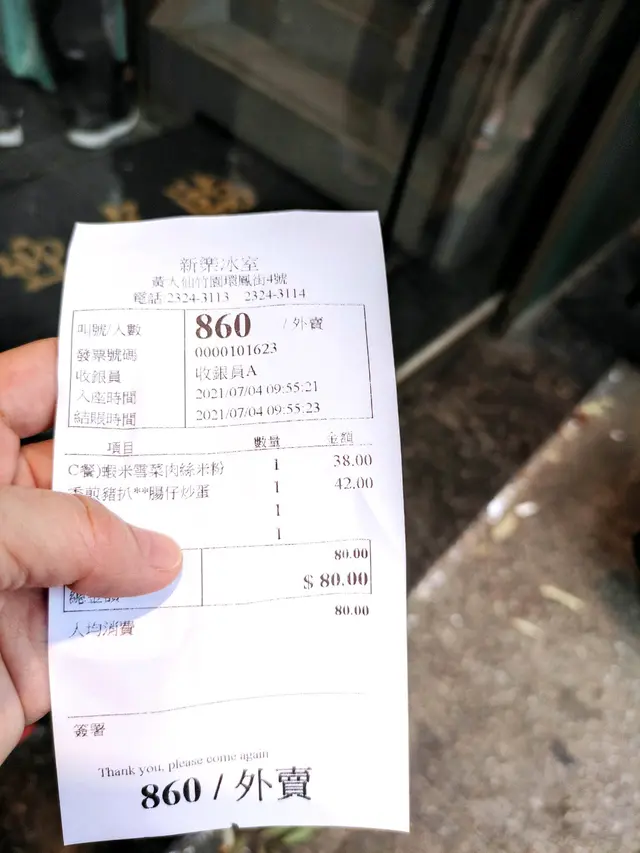 新樂冰室
黃大仙竹園環鳳街4號
電話 2324-3113 2324-3114
叫號/人數 860 / 外賣
發票號碼 0000101623
收銀員 收銀員A
入座時間 2021/07/04 09:55:21
結賬時間 2021/07/04 09:55:23
項目 數量 金額
C餐)蝦米雪菜肉絲米粉 1 38.00
香煎豬扒**腸仔炒蛋 1 42.00
1
1
80.00
總金額 $ 80.00
80.00
人均消費
簽署
Thank you, please come again
860 / 外賣